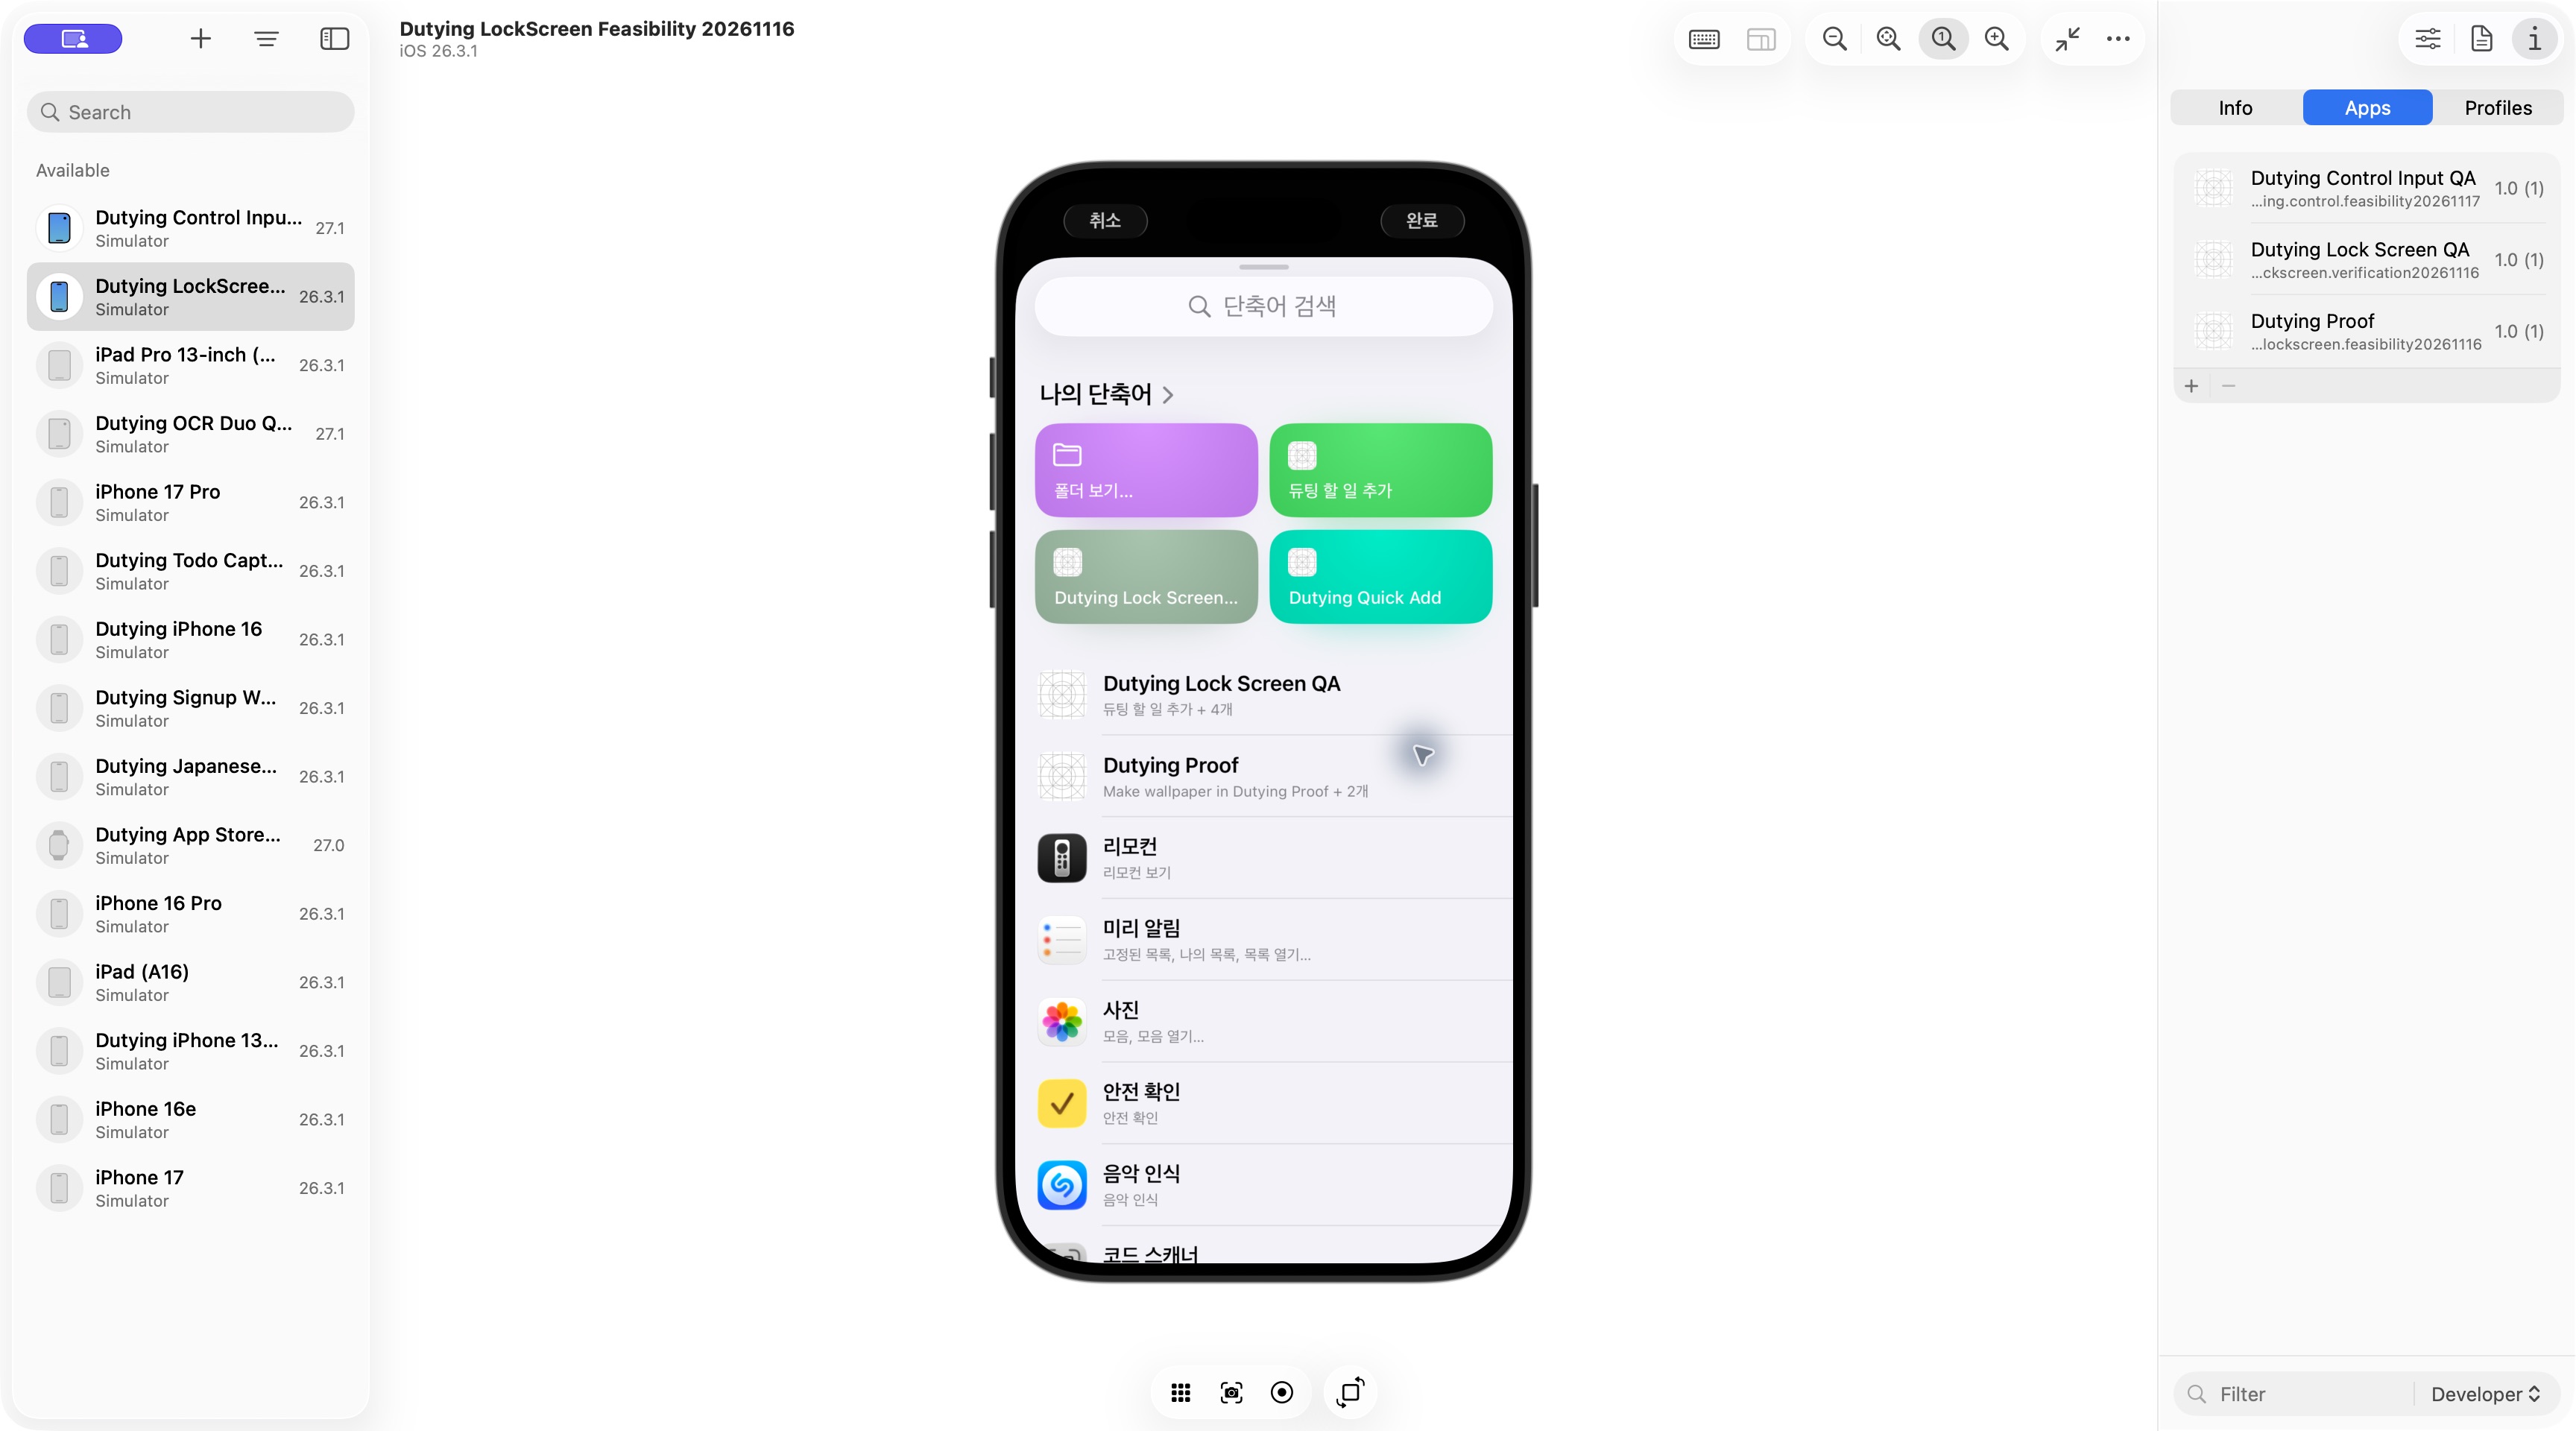 Dutying LockScreen Feasibility 20261116
iOS 26.3.1
Search
Available
Dutying Control Inpu... 27.1
Simulator
Dutying LockScree... 26.3.1
Simulator
iPad Pro 13-inch (... 26.3.1
Simulator
Dutying OCR Duo Q... 27.1
Simulator
iPhone 17 Pro 26.3.1
Simulator
Dutying Todo Capt... 26.3.1
Simulator
Dutying iPhone 16 26.3.1
Simulator
Dutying Signup W... 26.3.1
Simulator
Dutying Japanese... 26.3.1
Simulator
Dutying App Store... 27.0
Simulator
iPhone 16 Pro 26.3.1
Simulator
iPad (A16) 26.3.1
Simulator
Dutying iPhone 13... 26.3.1
Simulator
iPhone 16e 26.3.1
Simulator
iPhone 17 26.3.1
Simulator
취소 완료
단축어 검색
나의 단축어
폴더 보기...
듀팅 할 일 추가
Dutying Lock Screen...
Dutying Quick Add
Dutying Lock Screen QA
듀팅 할 일 추가 + 4개
Dutying Proof
Make wallpaper in Dutying Proof + 2개
리모컨
리모컨 보기
미리 알림
고정된 목록, 나의 목록, 목록 열기...
사진
모음, 모음 열기...
안전 확인
안전 확인
음악 인식
음악 인식
코드 스캐너
Info Apps Profiles
Dutying Control Input QA 1.0 (1)
...ing.control.feasibility20261117
Dutying Lock Screen QA 1.0 (1)
...ckscreen.verification20261116
Dutying Proof 1.0 (1)
...lockscreen.feasibility20261116
Filter Developer